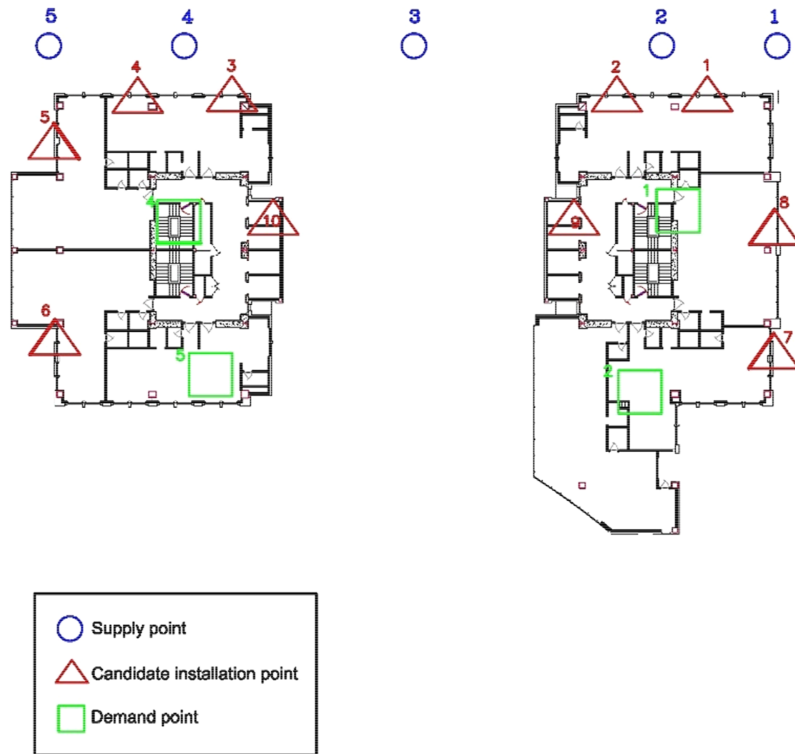 5 4 3 2 1
4 3 2 1
5
4 1 8
10 9
6 7
5 2
Supply point
Candidate installation point
Demand point